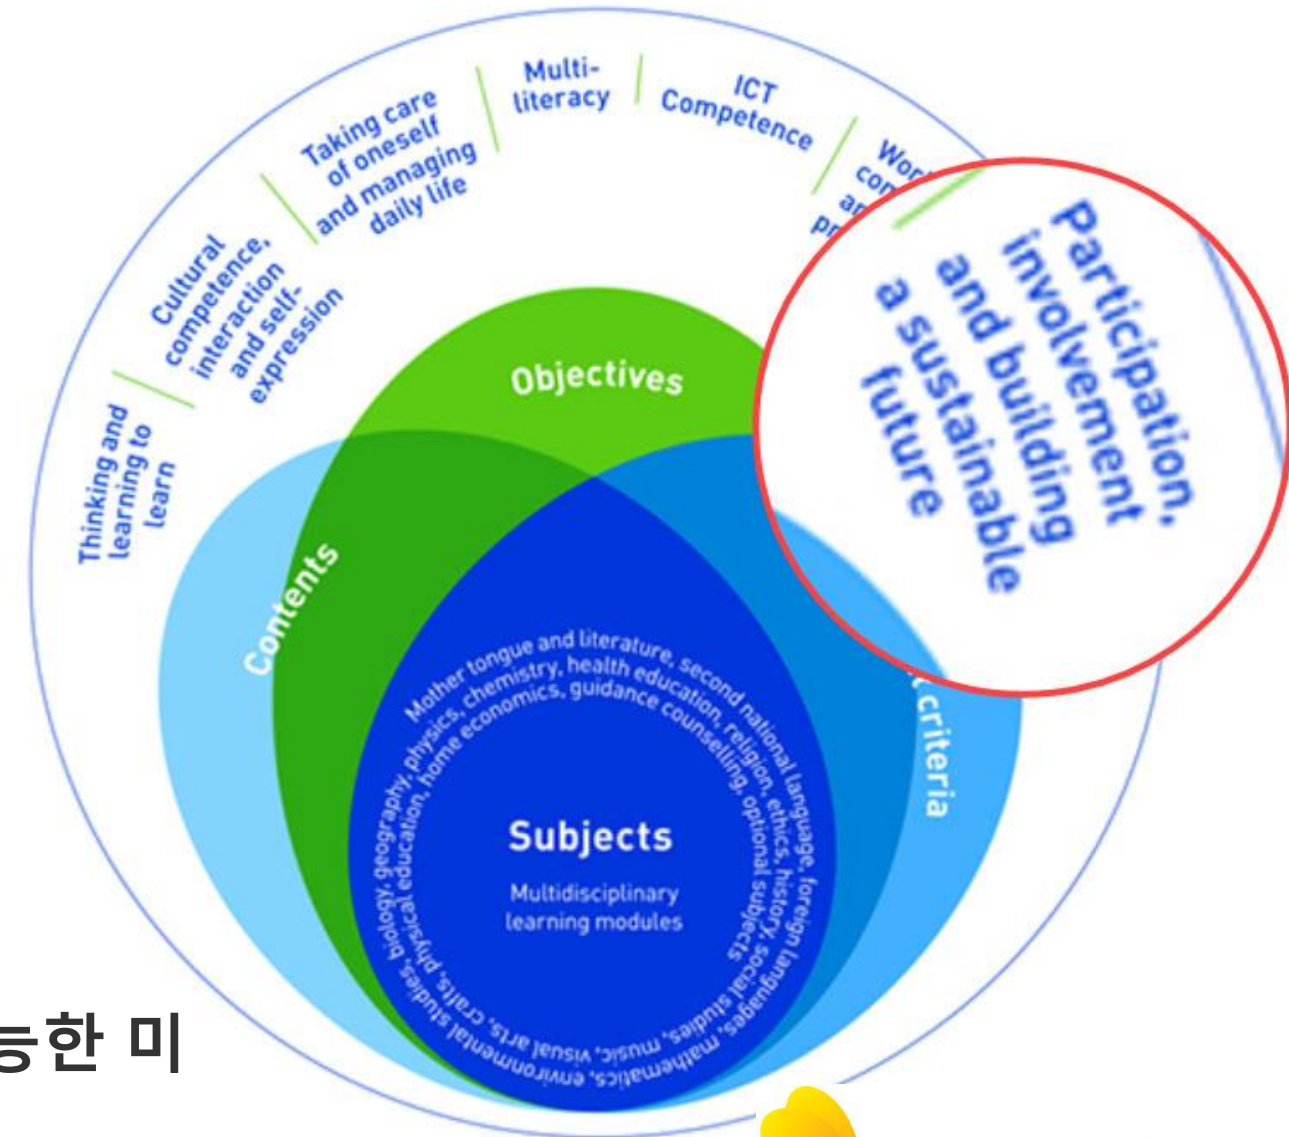 Multi-
literacy
ICT
Competence
Taking care
of oneself
and managing
daily life
Cultural
competence,
interaction
and self-
expression
Thinking and
learning to
learn
Participation,
involvement
and building
a sustainable
future
Objectives
Contents
criteria
Mother tongue and literature, second national language, foreign languages, mathematics, environmental studies, biology, geography, physics, chemistry, health education, religion, ethics, history, social studies, music, visual arts, crafts, physical education, home economics, guidance counselling, optional subjects
Subjects
Multidisciplinary
learning modules
한 미